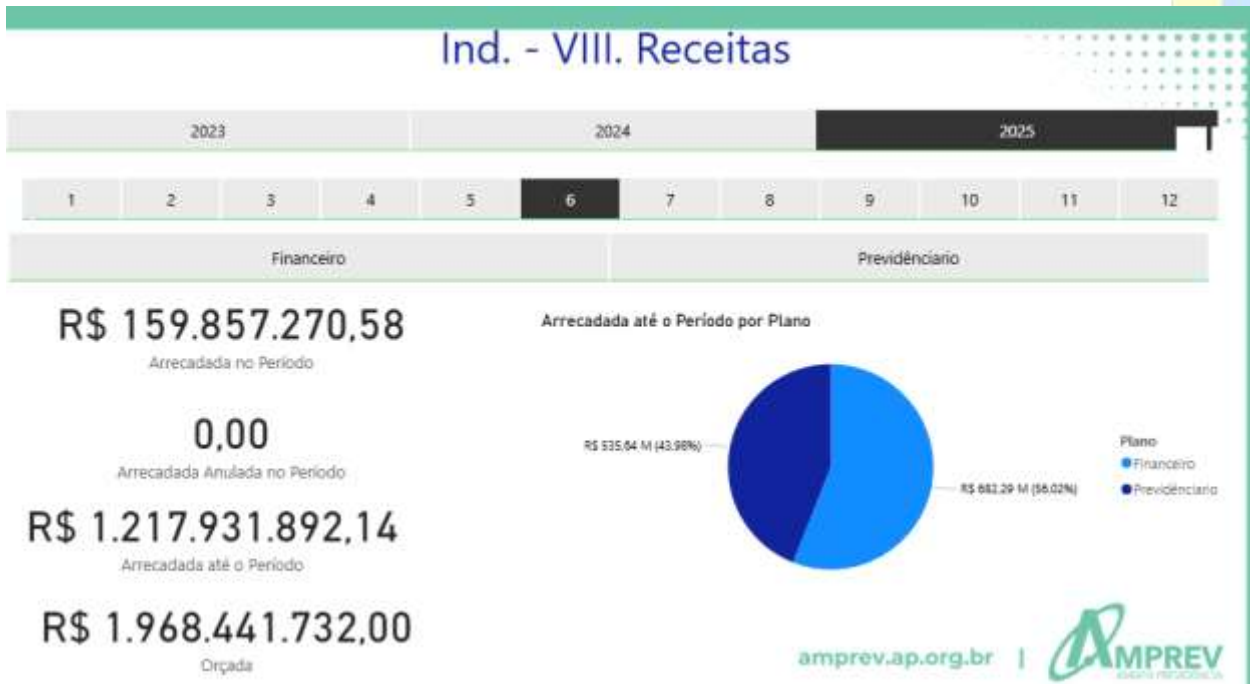 Ind. - VIII. Receitas
2023 2024 2025
1 2 3 4 5 6 7 8 9 10 11 12
Financeiro Previdênciario
R$ 159.857.270,58
Arrecadada no Período
0,00
Arrecadada Anulada no Período
R$ 1.217.931.892,14
Arrecadada até o Período
R$ 1.968.441.732,00
Orçada
Arrecadada até o Período por Plano
R$ 535,64 M (43,98%)
R$ 682,29 M (56,02%)
Plano
Financeiro
Previdênciario
amprev.ap.org.br |
AMPREV